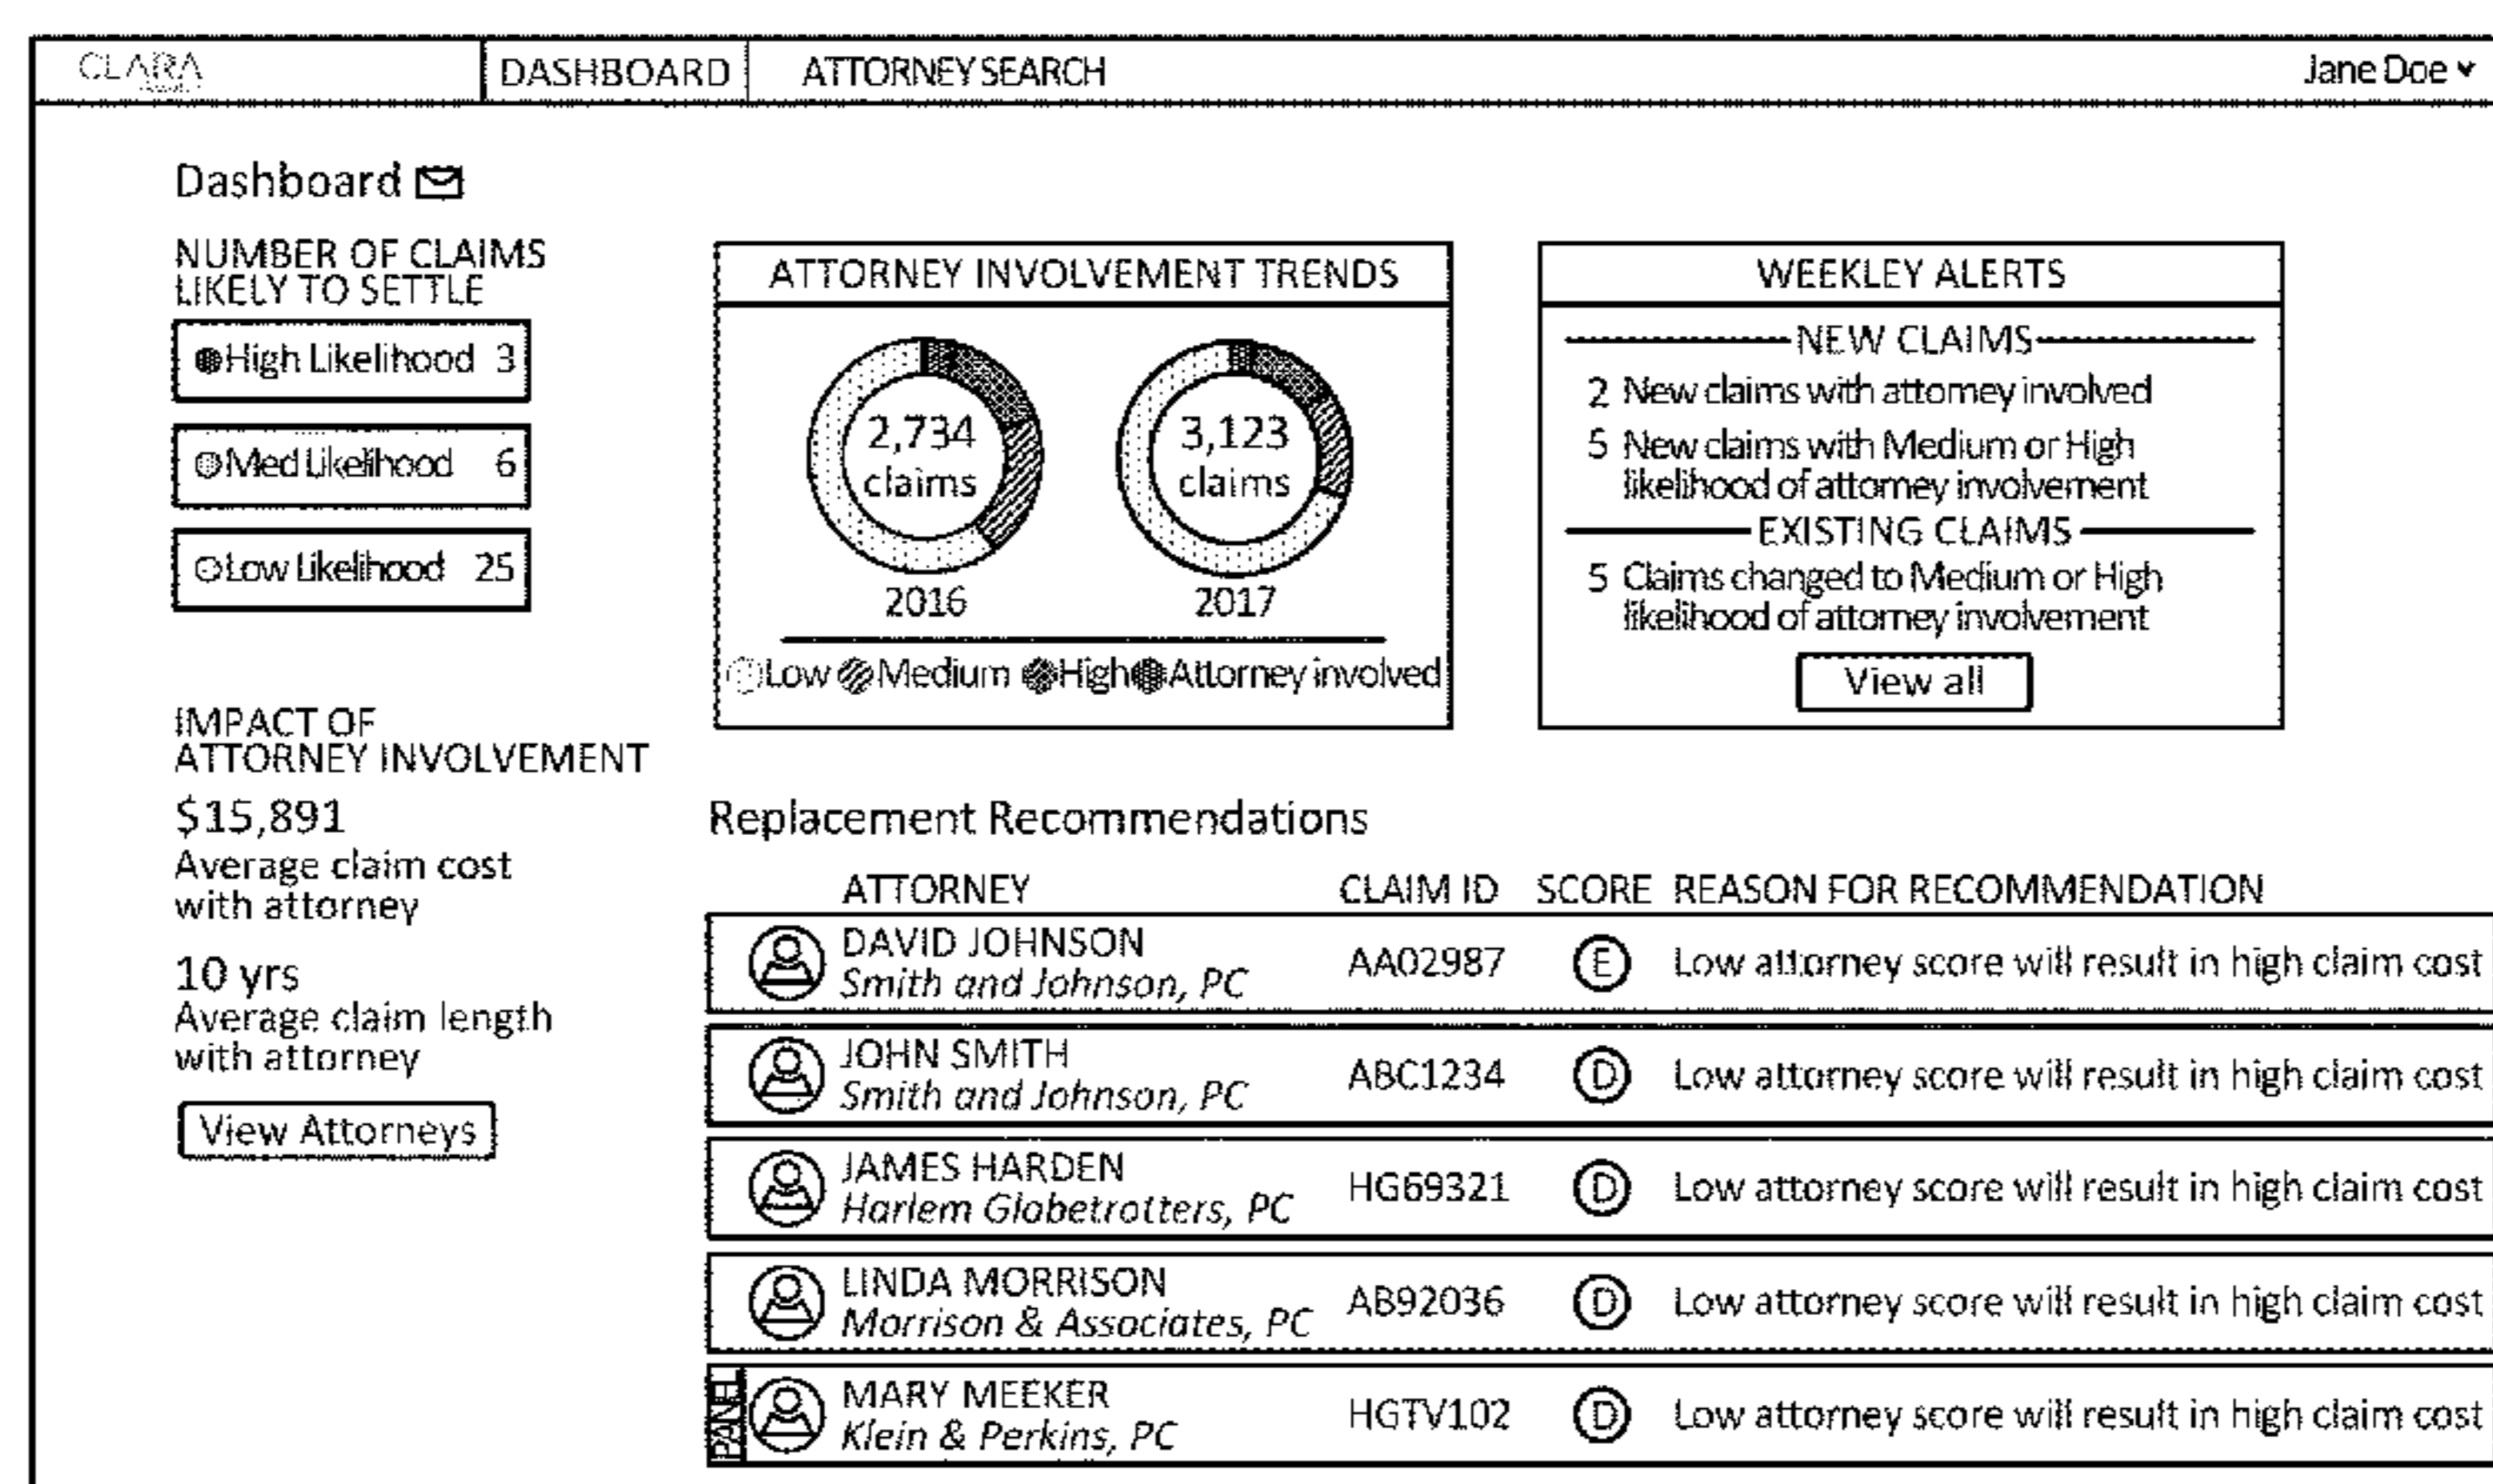 CLARA
DASHBOARD
ATTORNEY SEARCH
Jane Doe
Dashboard
NUMBER OF CLAIMS
LIKELY TO SETTLE
High Likelihood 3
Med Likelihood 6
Low Likelihood 25
IMPACT OF
ATTORNEY INVOLVEMENT
$15,891
Average claim cost
with attorney
10 yrs
Average claim length
with attorney
View Attorneys
ATTORNEY INVOLVEMENT TRENDS
2,734
claims
2016
3,123
claims
2017
Low Medium High Attorney involved
WEEKLEY ALERTS
NEW CLAIMS
2 New claims with attorney involved
5 New claims with Medium or High
likelihood of attorney involvement
EXISTING CLAIMS
5 Claims changed to Medium or High
likelihood of attorney involvement
View all
Replacement Recommendations
ATTORNEY CLAIM ID SCORE REASON FOR RECOMMENDATION
DAVID JOHNSON
Smith and Johnson, PC
AA02987 E Low attorney score will result in high claim cost
JOHN SMITH
Smith and Johnson, PC
ABC1234 D Low attorney score will result in high claim cost
JAMES HARDEN
Harlem Globetrotters, PC
HG69321 D Low attorney score will result in high claim cost
LINDA MORRISON
Morrison & Associates, PC
AB92036 D Low attorney score will result in high claim cost
PANEL
MARY MEEKER
Klein & Perkins, PC
HGTV102 D Low attorney score will result in high claim cost